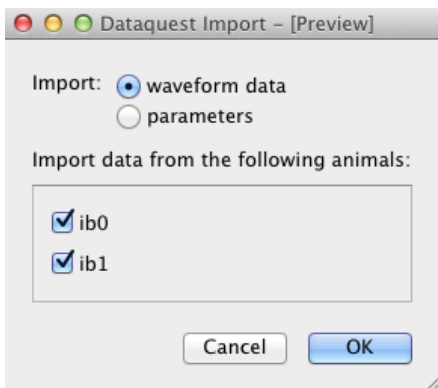 Dataquest Import – [Preview]
Import: waveform data
parameters
Import data from the following animals:
ib0
ib1
Cancel OK